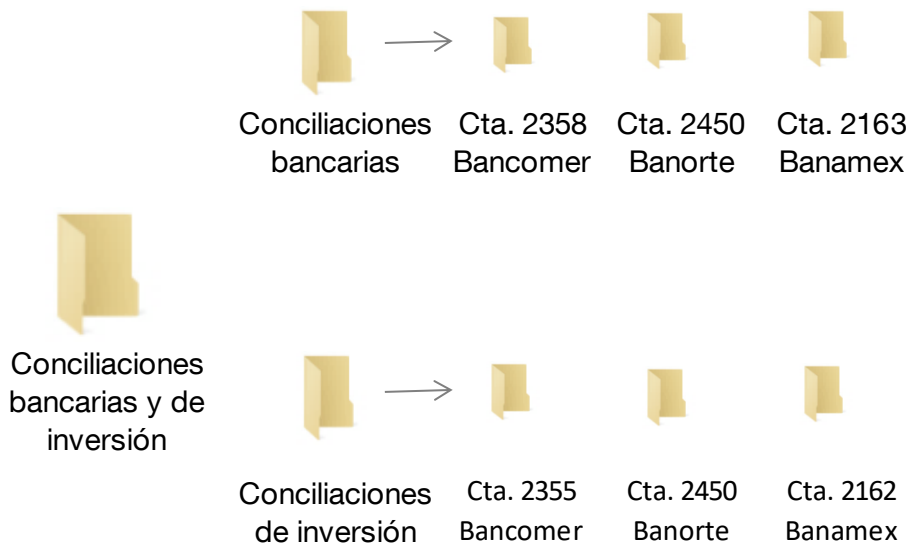 Conciliaciones
bancarias
Cta. 2358
Bancomer
Cta. 2450
Banorte
Cta. 2163
Banamex
Conciliaciones
bancarias y de
inversión
Conciliaciones
de inversión
Cta. 2355
Bancomer
Cta. 2450
Banorte
Cta. 2162
Banamex